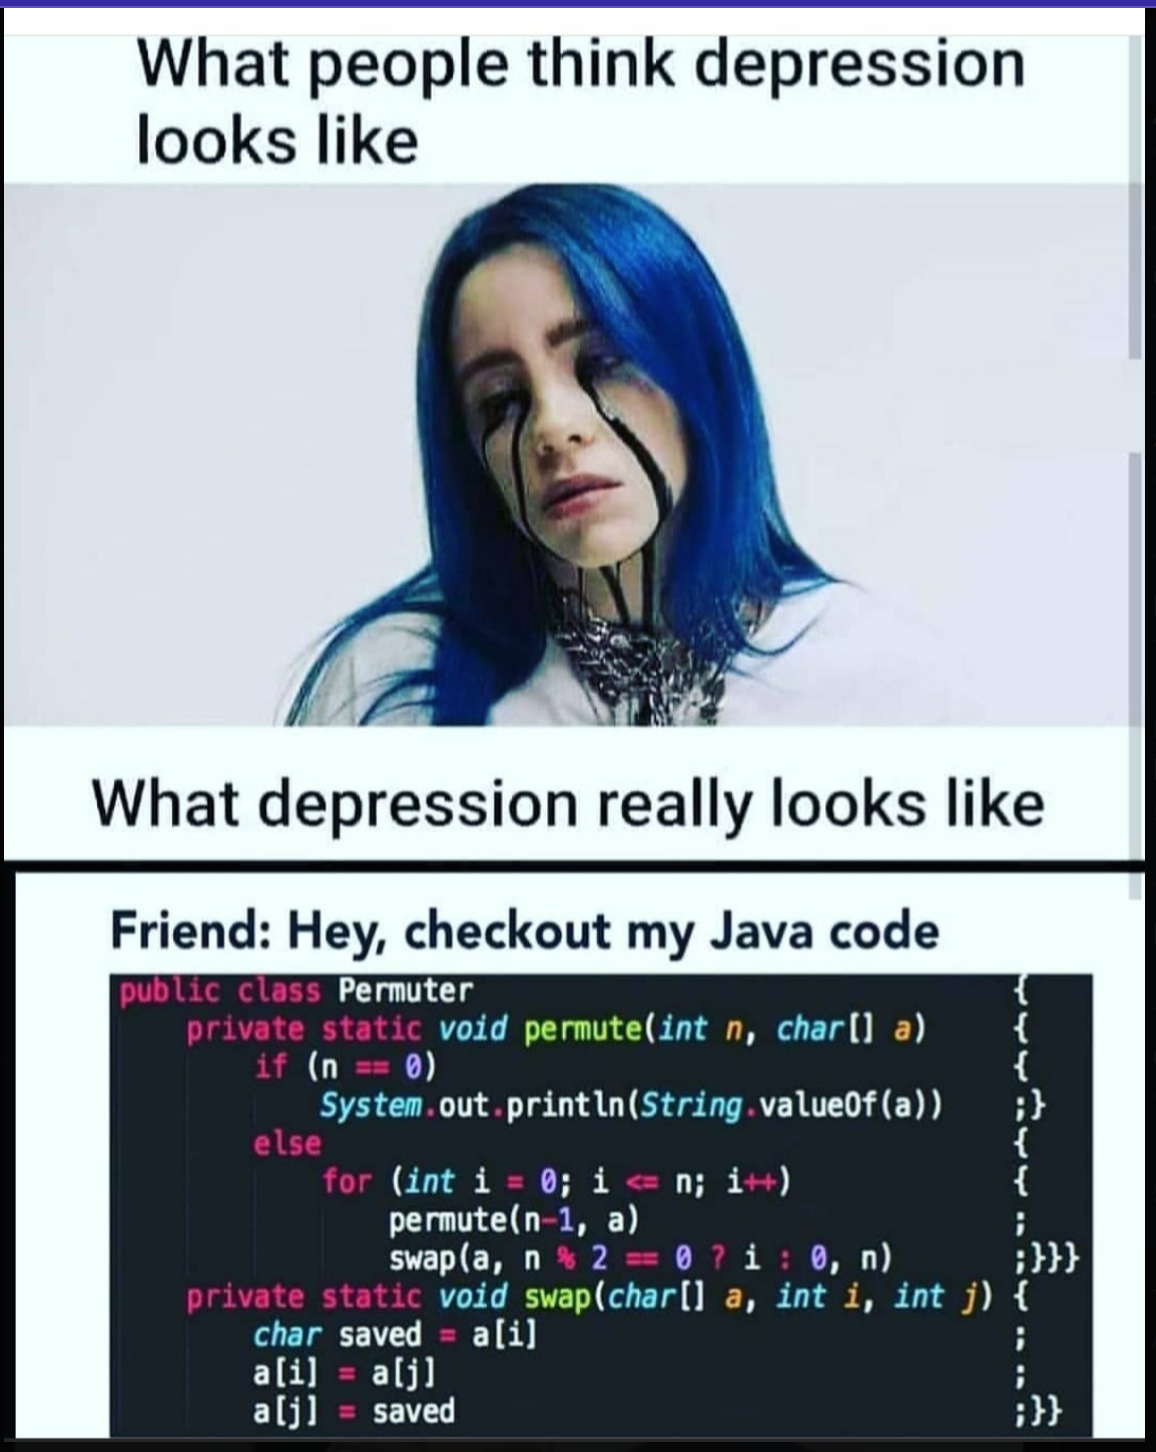 What people think depression
looks like
What depression really looks like
Friend: Hey, checkout my Java code
public class Permuter {
private static void permute(int n, char[] a) {
if (n == 0) {
System.out.println(String.valueOf(a)) ;}
else {
for (int i = 0; i <= n; i++) {
permute(n-1, a) ;
swap(a, n % 2 == 0 ? i : 0, n) ;}}}
private static void swap(char[] a, int i, int j) {
char saved = a[i] ;
a[i] = a[j] ;
a[j] = saved ;}}